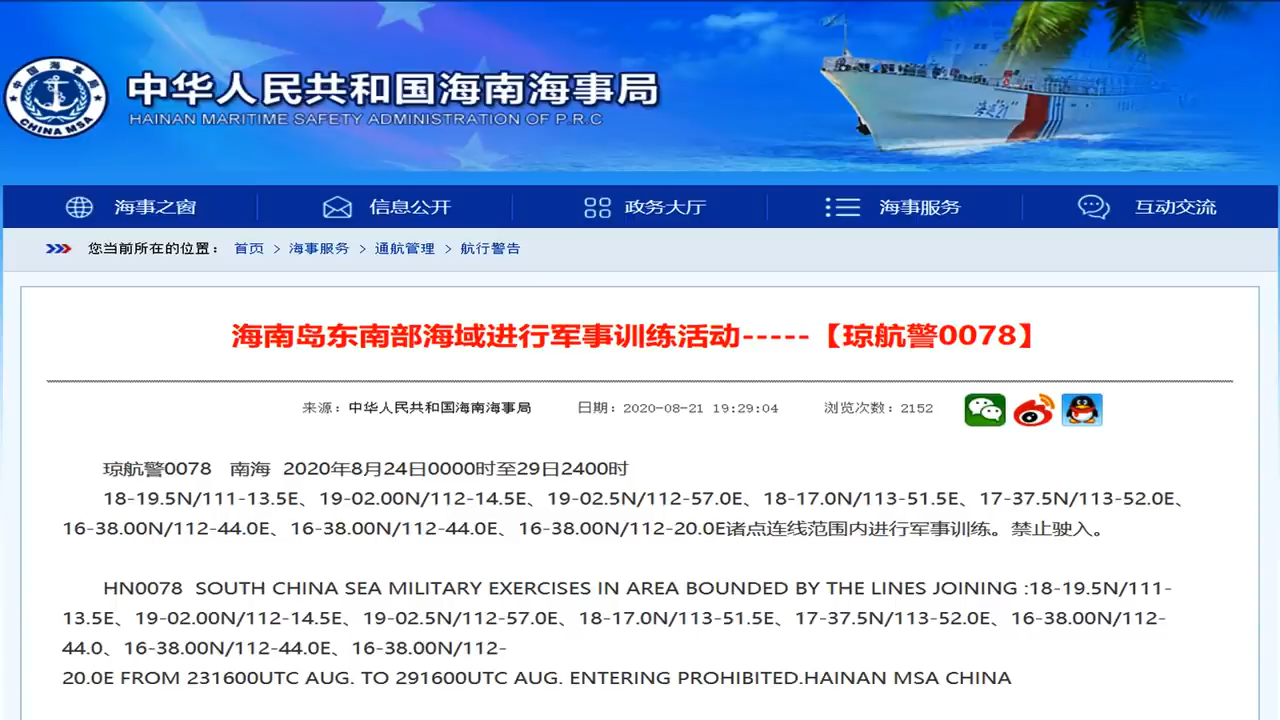 中国海事局
CHINA MSA
中华人民共和国海南海事局
HAINAN MARITIME SAFETY ADMINISTRATION OF P.R.C
海巡21
海事之窗 信息公开 政务大厅 海事服务 互动交流
您当前所在的位置： 首页 > 海事服务 > 通航管理 > 航行警告
海南岛东南部海域进行军事训练活动-----【琼航警0078】
来源：中华人民共和国海南海事局 日期：2020-08-21 19:29:04 浏览次数：2152
琼航警0078 南海 2020年8月24日0000时至29日2400时
18-19.5N/111-13.5E、19-02.00N/112-14.5E、19-02.5N/112-57.0E、18-17.0N/113-51.5E、17-37.5N/113-52.0E、
16-38.00N/112-44.0E、16-38.00N/112-44.0E、16-38.00N/112-20.0E诸点连线范围内进行军事训练。禁止驶入。
HN0078 SOUTH CHINA SEA MILITARY EXERCISES IN AREA BOUNDED BY THE LINES JOINING :18-19.5N/111-
13.5E、19-02.00N/112-14.5E、19-02.5N/112-57.0E、18-17.0N/113-51.5E、17-37.5N/113-52.0E、16-38.00N/112-
44.0、16-38.00N/112-44.0E、16-38.00N/112-
20.0E FROM 231600UTC AUG. TO 291600UTC AUG. ENTERING PROHIBITED.HAINAN MSA CHINA